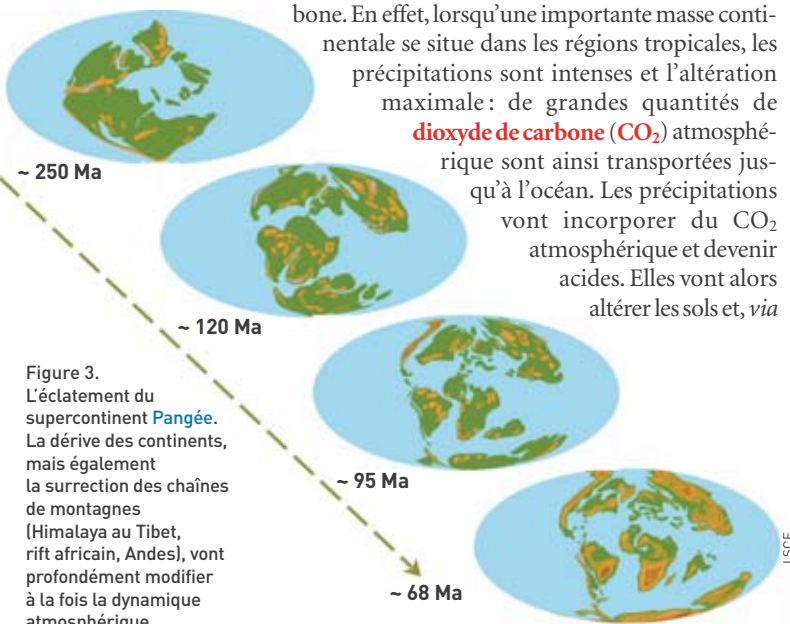 bone. En effet, lorsqu'une importante masse conti-
nentale se situe dans les régions tropicales, les
précipitations sont intenses et l'altération
maximale : de grandes quantités de
dioxyde de carbone (CO₂) atmosphé-
rique sont ainsi transportées jus-
qu'à l'océan. Les précipitations
vont incorporer du CO₂
atmosphérique et devenir
acides. Elles vont alors
altérer les sols et, via
~ 250 Ma
~ 120 Ma
~ 95 Ma
~ 68 Ma
Figure 3.
L'éclatement du
supercontinent Pangée.
La dérive des continents,
mais également
la surrection des chaînes
de montagnes
(Himalaya au Tibet,
rift africain, Andes), vont
profondément modifier
à la fois la dynamique
atmosphérique
LSCE